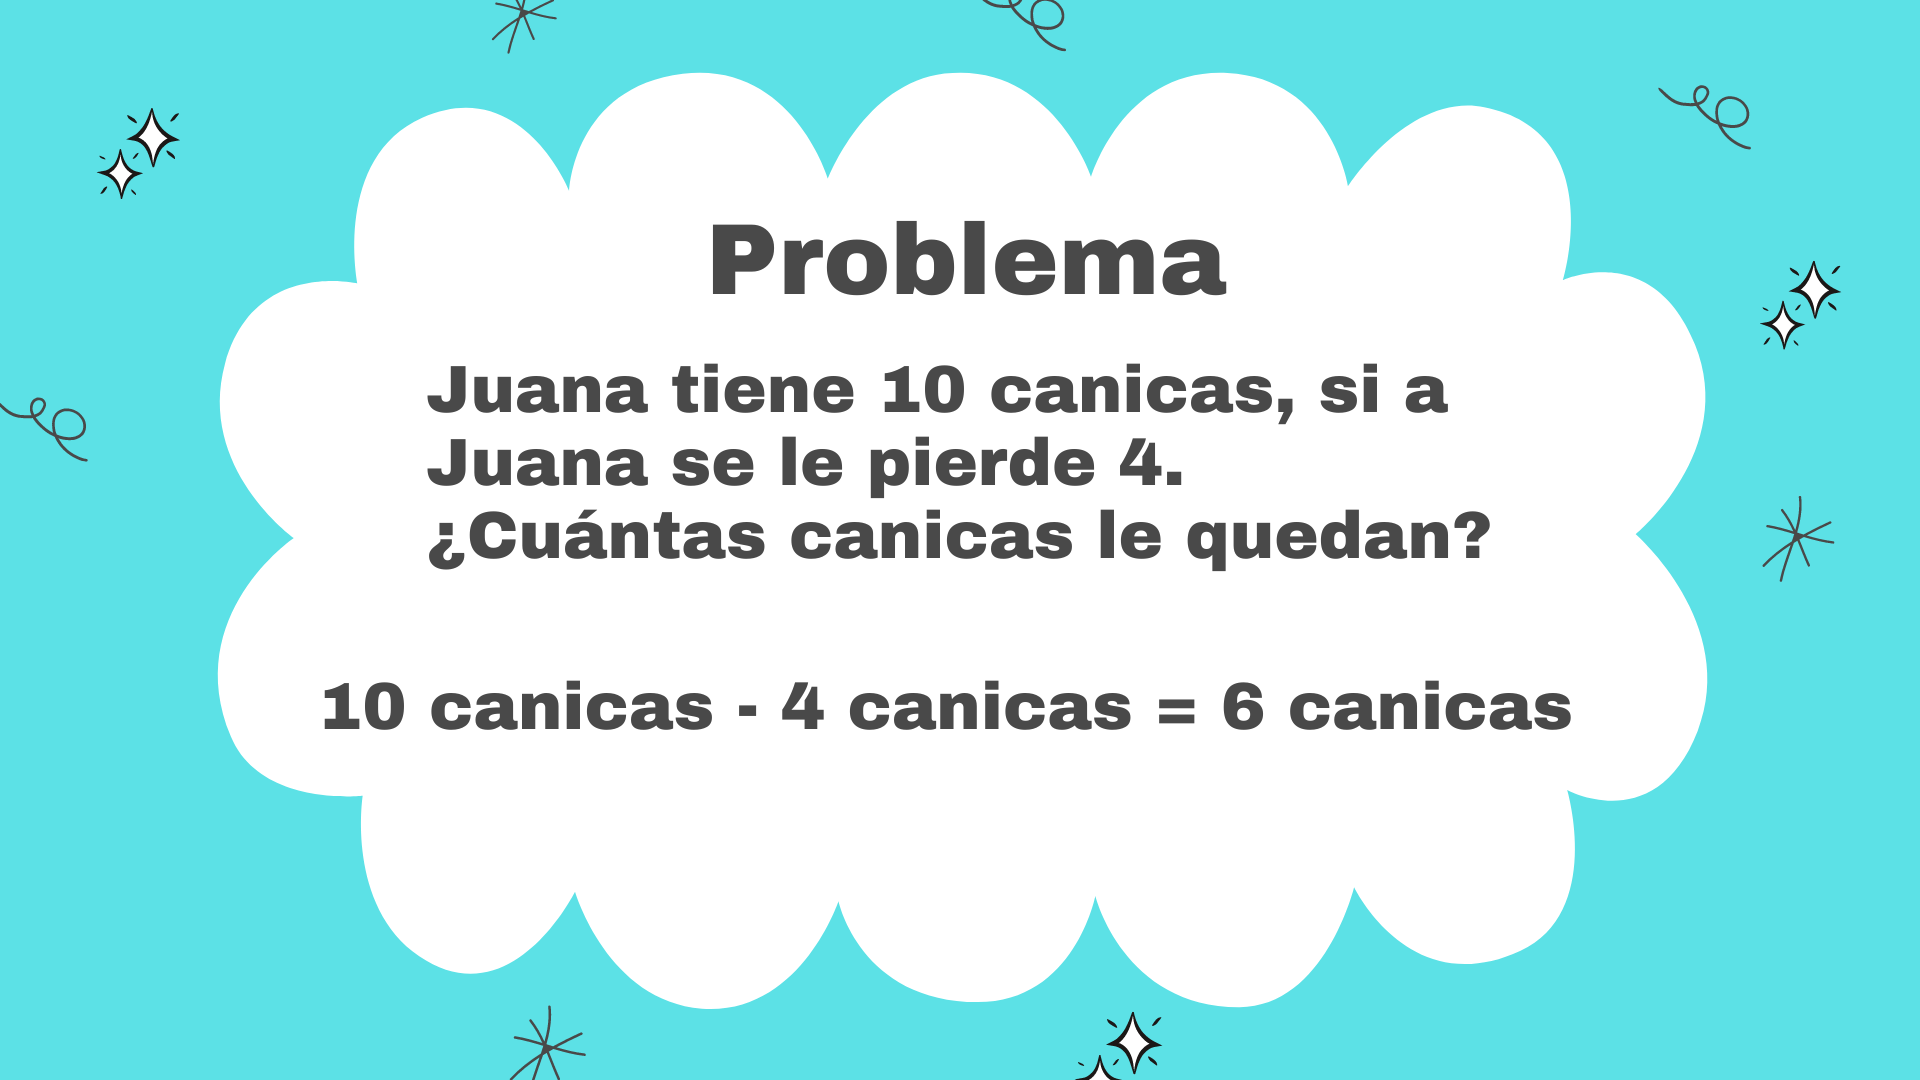 Problema
Juana tiene 10 canicas, si a
Juana se le pierde 4.
¿Cuántas canicas le quedan?
10 canicas - 4 canicas = 6 canicas